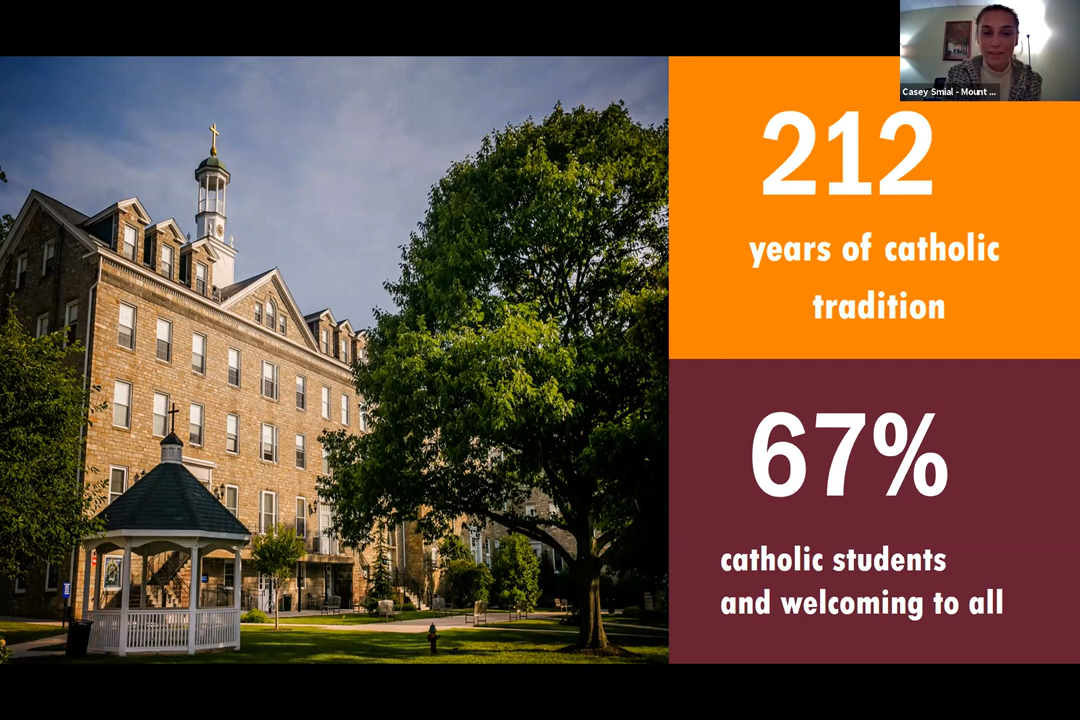 Casey Smial - Mount ...
212
years of catholic
tradition
67%
catholic students
and welcoming to all